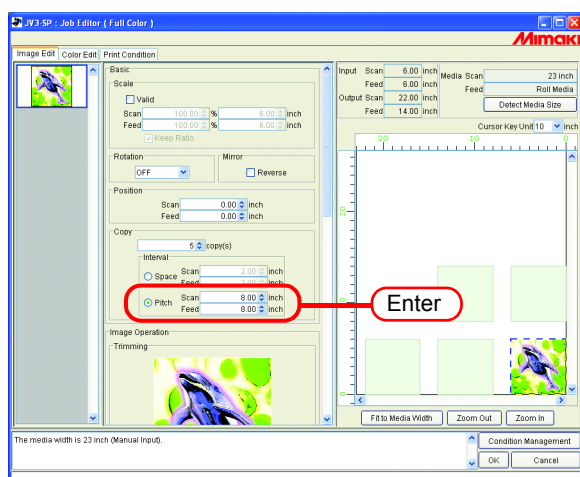 JV3-SP : Job Editor ( Full Color )
Mimaki
Image Edit Color Edit Print Condition
Basic
Scale
Valid
Scan 100.00 % 6.00 inch
Feed 100.00 % 6.00 inch
Keep Ratio
Rotation
OFF
Mirror
Reverse
Position
Scan 0.00 inch
Feed 0.00 inch
Copy
5 copy(s)
Interval
Space
Scan 2.00 inch
Feed 2.00 inch
Pitch
Scan 8.00 inch
Feed 8.00 inch
Enter
Image Operation
Trimming
Input Scan 6.00 inch
Feed 6.00 inch
Output Scan 22.00 inch
Feed 14.00 inch
Media Scan 23 inch
Feed Roll Media
Detect Media Size
Cursor Key Unit 10 inch
20 10 0
0
Fit to Media Width Zoom Out Zoom In
The media width is 23 inch (Manual Input).
Condition Management
OK Cancel